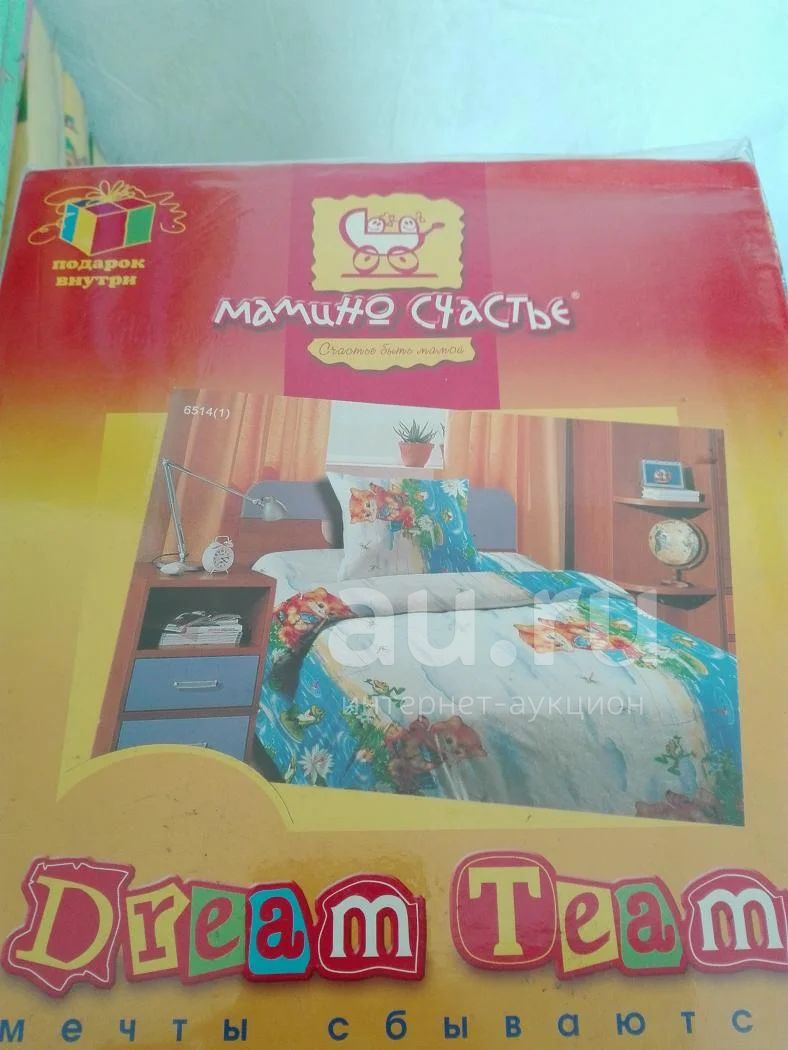 подарок
внутри
мамино счастье®
Счастье быть мамой
6514(1)
au.ru
интернет-аукцион
Dream Team
мечты сбываютс